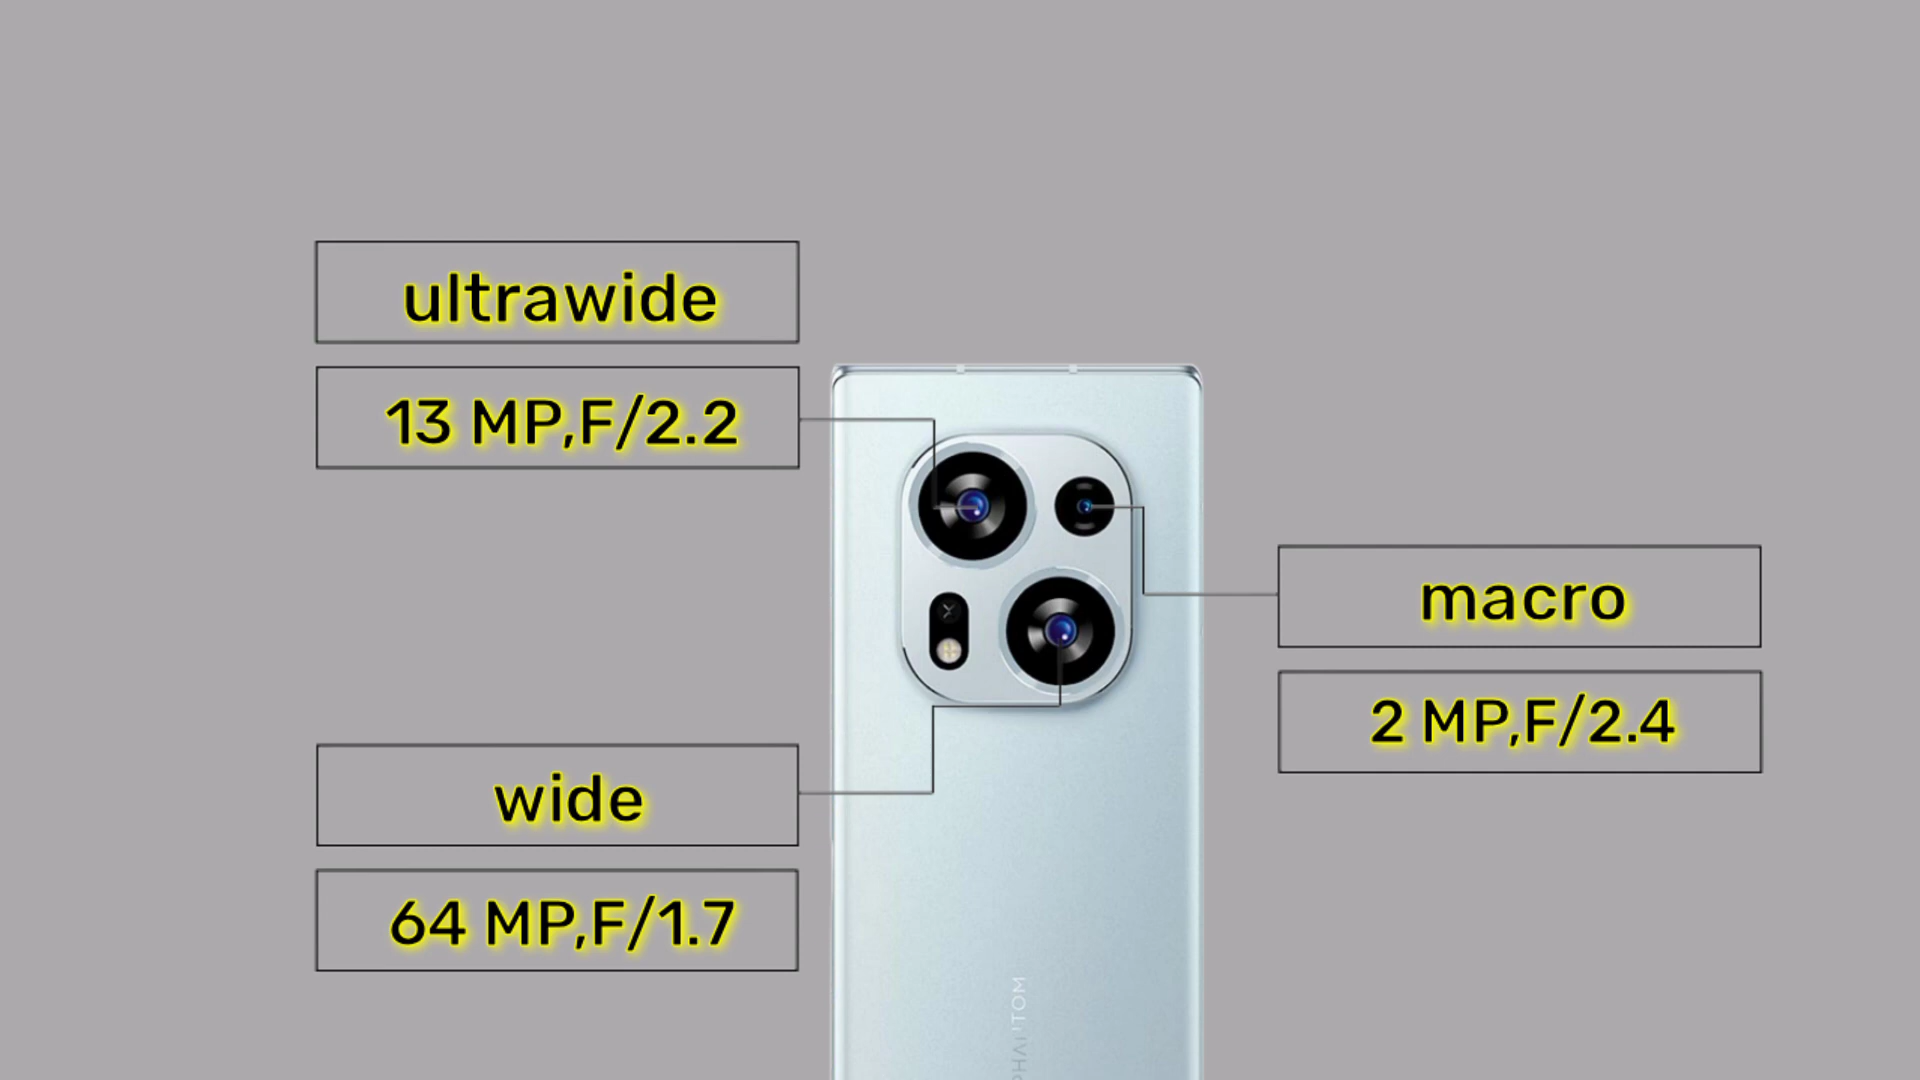 ultrawide
13 MP,F/2.2
macro
2 MP,F/2.4
wide
64 MP,F/1.7